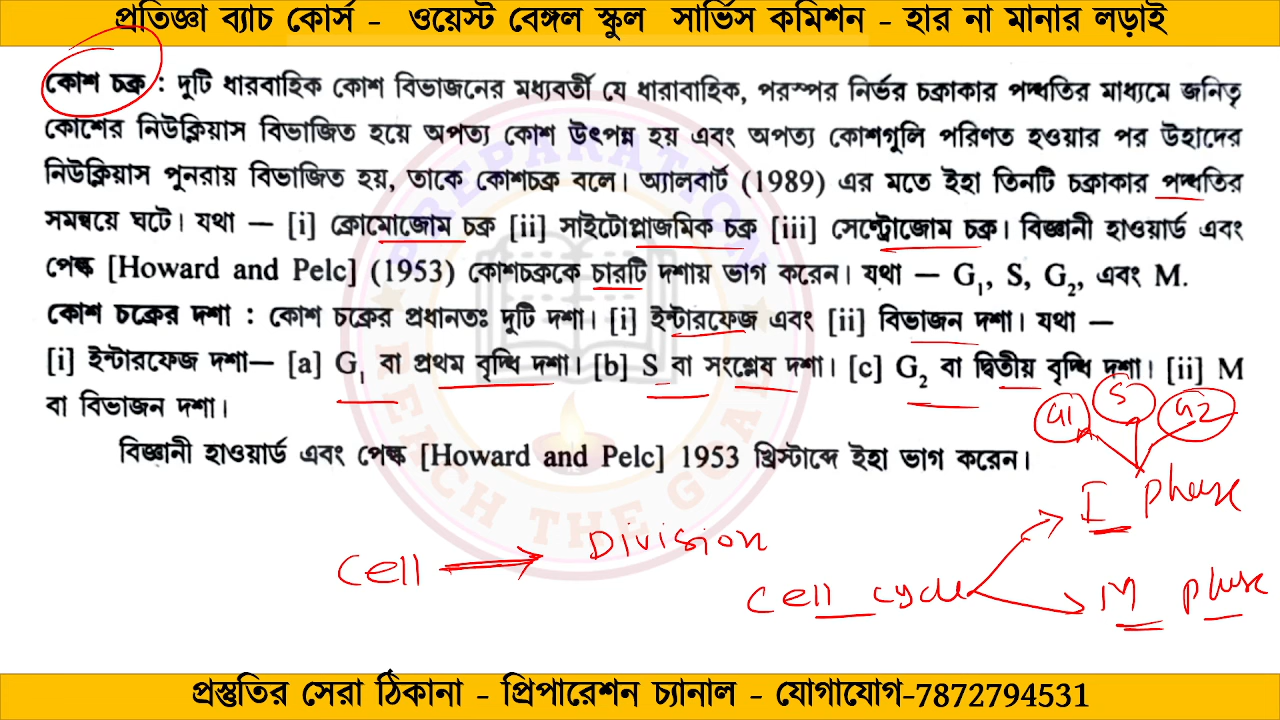 প্রতিজ্ঞা ব্যাচ কোর্স - ওয়েস্ট বেঙ্গল স্কুল সার্ভিস কমিশন - হার না মানার লড়াই
কোশ চক্র : দুটি ধারবাহিক কোশ বিভাজনের মধ্যবর্তী যে ধারাবাহিক, পরস্পর নির্ভর চক্রাকার পদ্ধতির মাধ্যমে জনিতৃ
কোশের নিউক্লিয়াস বিভাজিত হয়ে অপত্য কোশ উৎপন্ন হয় এবং অপত্য কোশগুলি পরিণত হওয়ার পর উহাদের
নিউক্লিয়াস পুনরায় বিভাজিত হয়, তাকে কোশচক্র বলে। অ্যালবার্ট (1989) এর মতে ইহা তিনটি চক্রাকার পদ্ধতির
সমন্বয়ে ঘটে। যথা — [i] ক্রোমোজোম চক্র [ii] সাইটোপ্লাজমিক চক্র [iii] সেন্ট্রোজোম চক্র। বিজ্ঞানী হাওয়ার্ড এবং
পেল্ক [Howard and Pelc] (1953) কোশচক্রকে চারটি দশায় ভাগ করেন। যথা — G₁, S, G₂, এবং M.
কোশ চক্রের দশা : কোশ চক্রের প্রধানতঃ দুটি দশা। [i] ইন্টারফেজ এবং [ii] বিভাজন দশা। যথা —
[i] ইন্টারফেজ দশা— [a] G₁ বা প্রথম বৃদ্ধি দশা। [b] S বা সংশ্লেষ দশা। [c] G₂ বা দ্বিতীয় বৃদ্ধি দশা। [ii] M
বা বিভাজন দশা।
বিজ্ঞানী হাওয়ার্ড এবং পেল্ক [Howard and Pelc] 1953 খ্রিস্টাব্দে ইহা ভাগ করেন।
G1 S G2
I phase
Cell Division
Cell cycle
M phase
PREPARATION
REACH THE GOAL
প্রস্তুতির সেরা ঠিকানা - প্রিপারেশন চ্যানাল - যোগাযোগ-7872794531